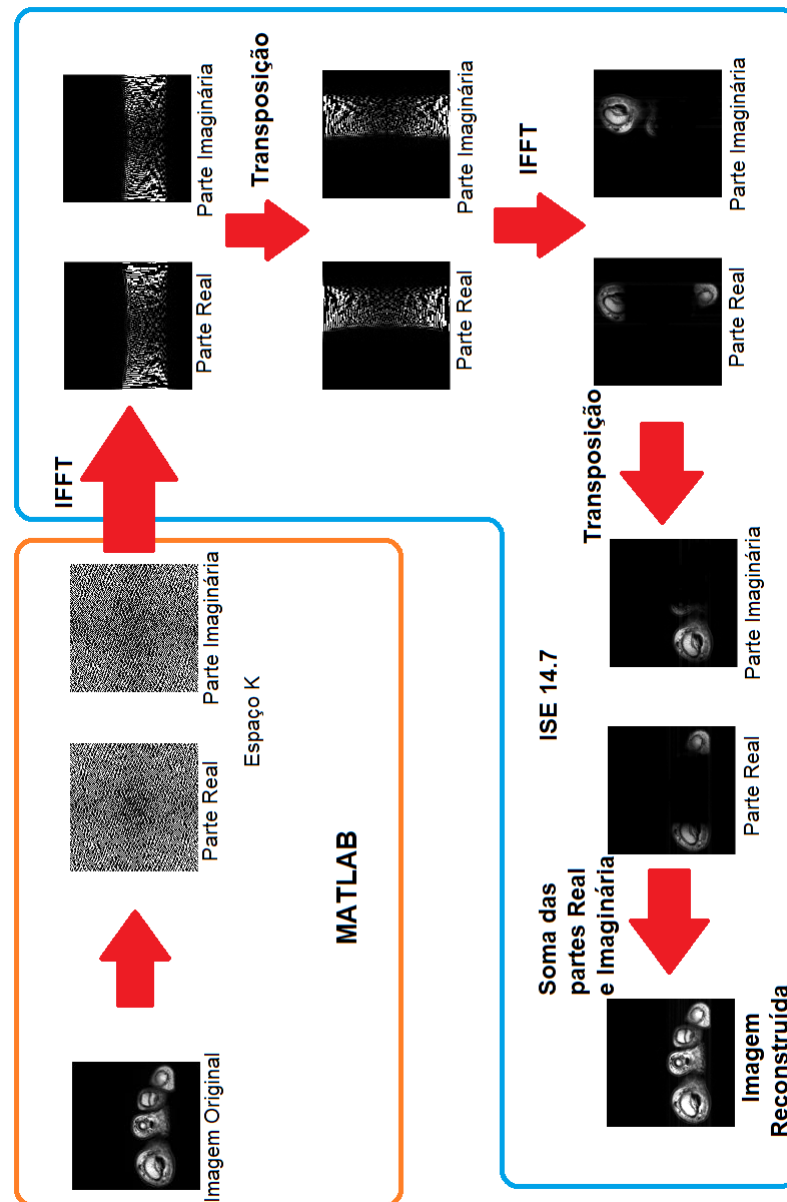 Imagem Original
Parte Real
Parte Imaginária
Espaço K
MATLAB
IFFT
Parte Real
Parte Imaginária
Transposição
Parte Real
Parte Imaginária
IFFT
Parte Real
Parte Imaginária
Transposição
Parte Real
Parte Imaginária
ISE 14.7
Soma das
partes Real
e Imaginária
Imagem
Reconstruída